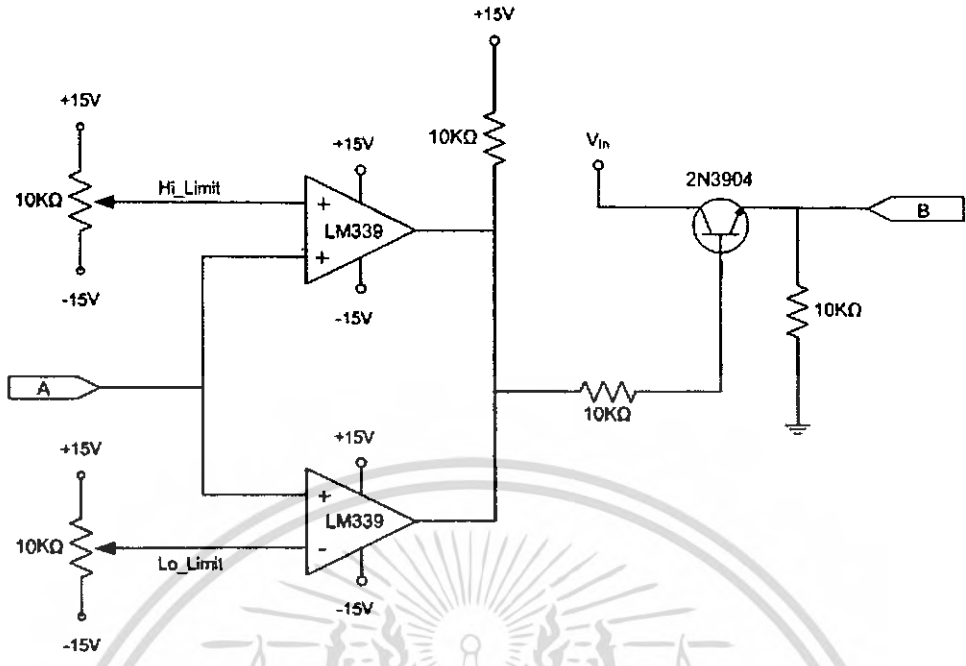 +15V
+15V
10KΩ
Hi_Limit
-15V
+15V
+
LM339
+
-15V
10KΩ
V_In
2N3904
B
10KΩ
A
10KΩ
+15V
10KΩ
Lo_Limit
-15V
+15V
+
LM339
-
-15V